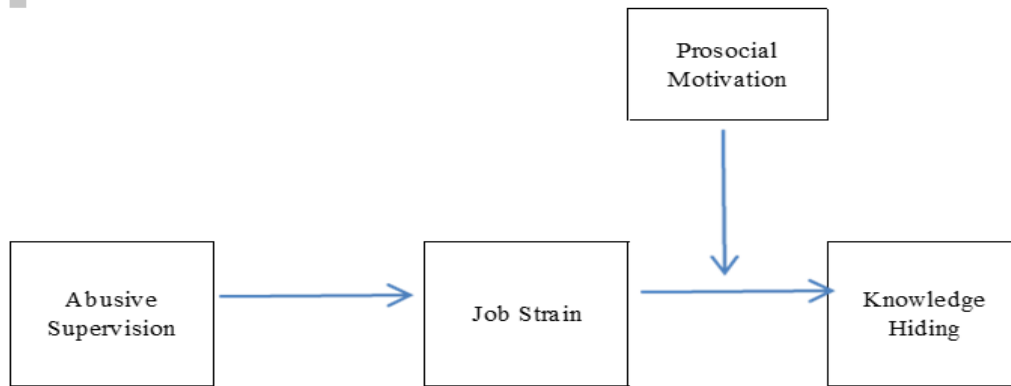 Prosocial
Motivation
Abusive
Supervision
Job Strain
Knowledge
Hiding